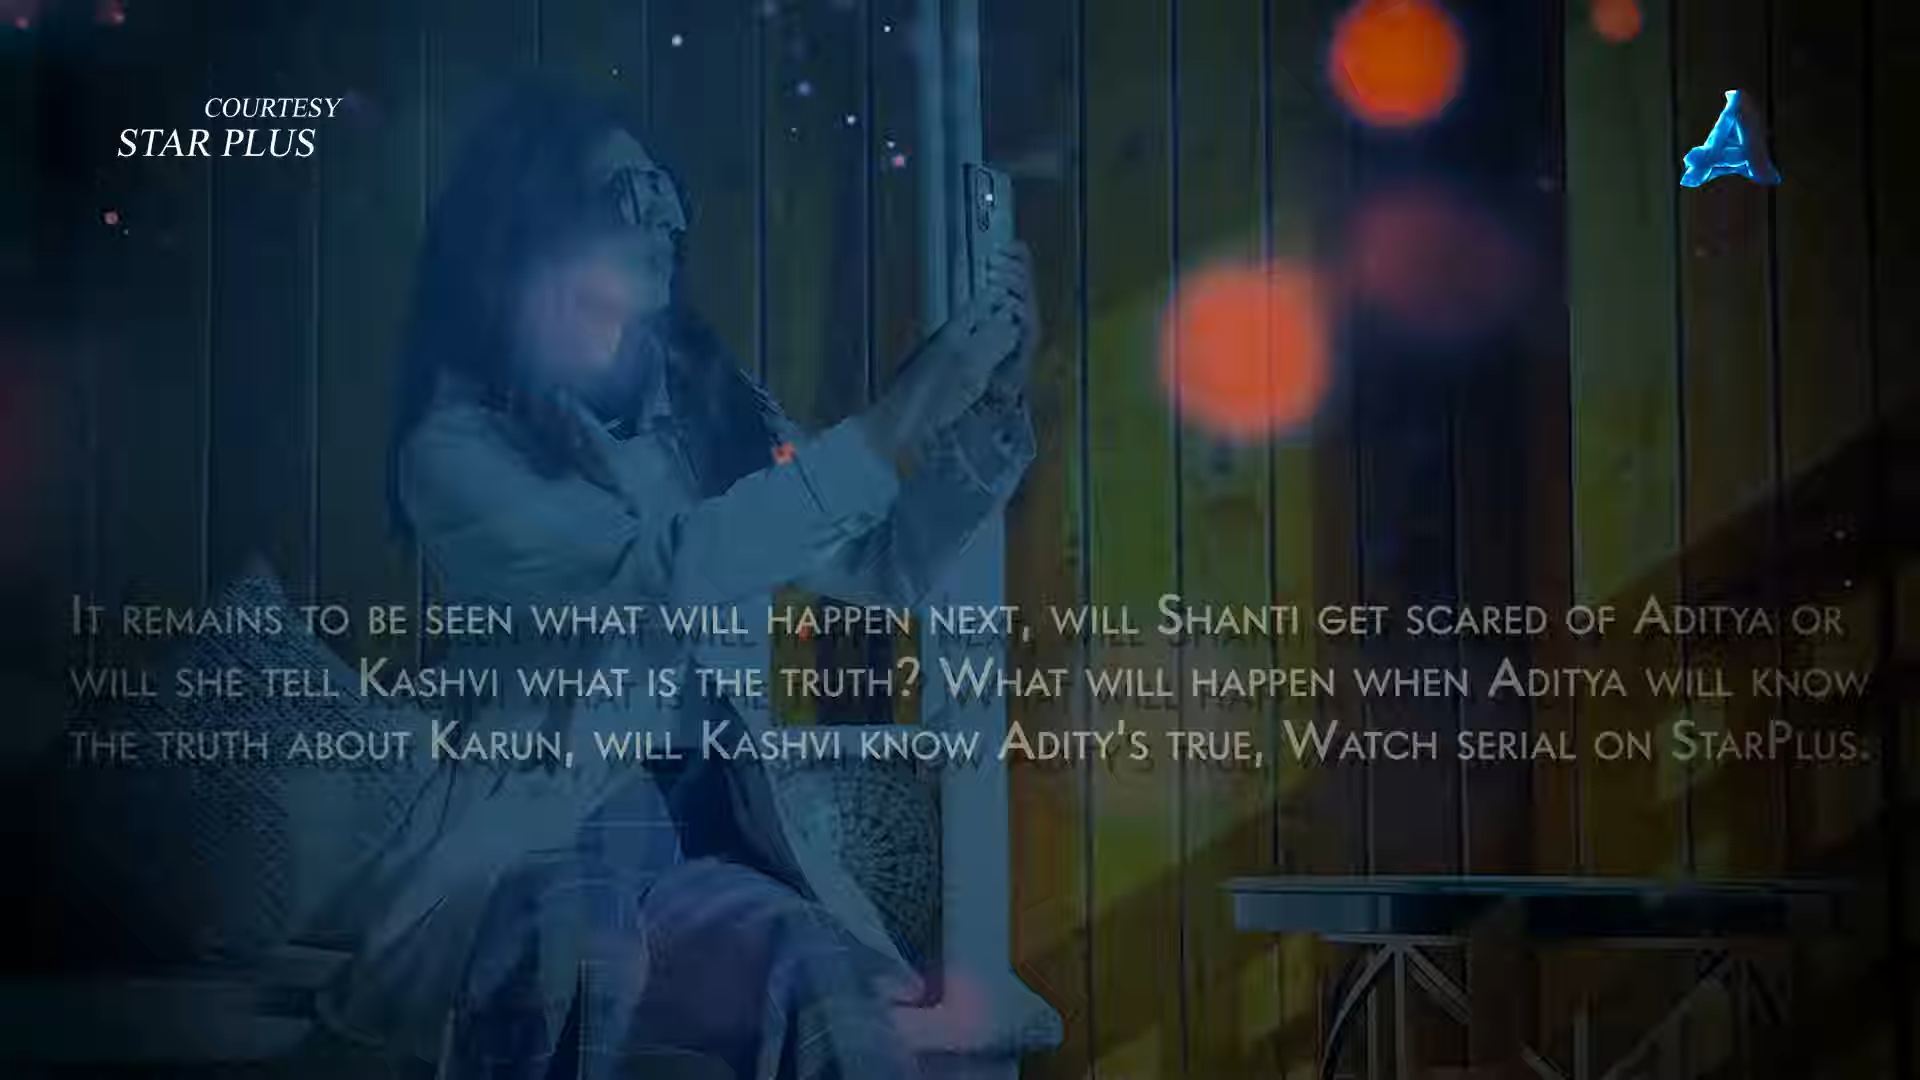 COURTESY
STAR PLUS
A
It remains to be seen what will happen next, will Shanti get scared of Aditya or
will she tell Kashvi what is the truth? What will happen when Aditya will know
the truth about Karun, will Kashvi know Adity's true, Watch serial on StarPlus.